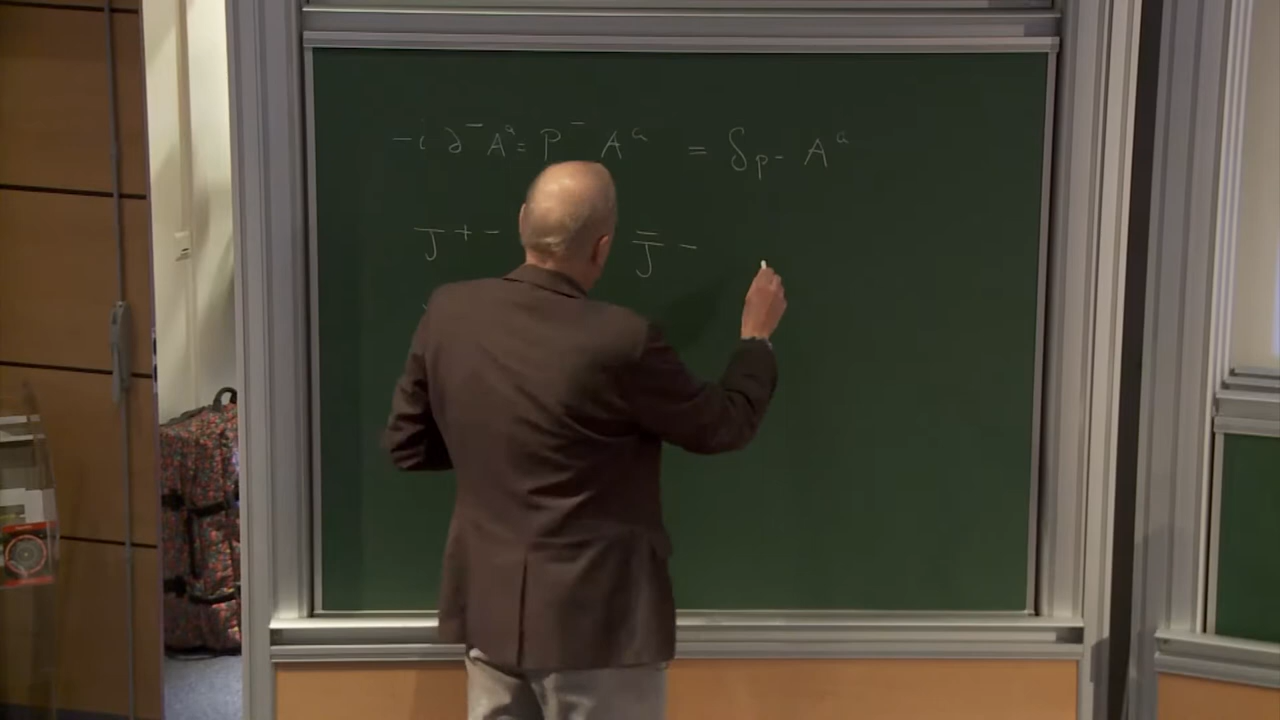 -i ∂⁻ Aᵃ = P⁻ Aᵃ = δ_{P⁻} Aᵃ
J⁺⁻ J̄⁻